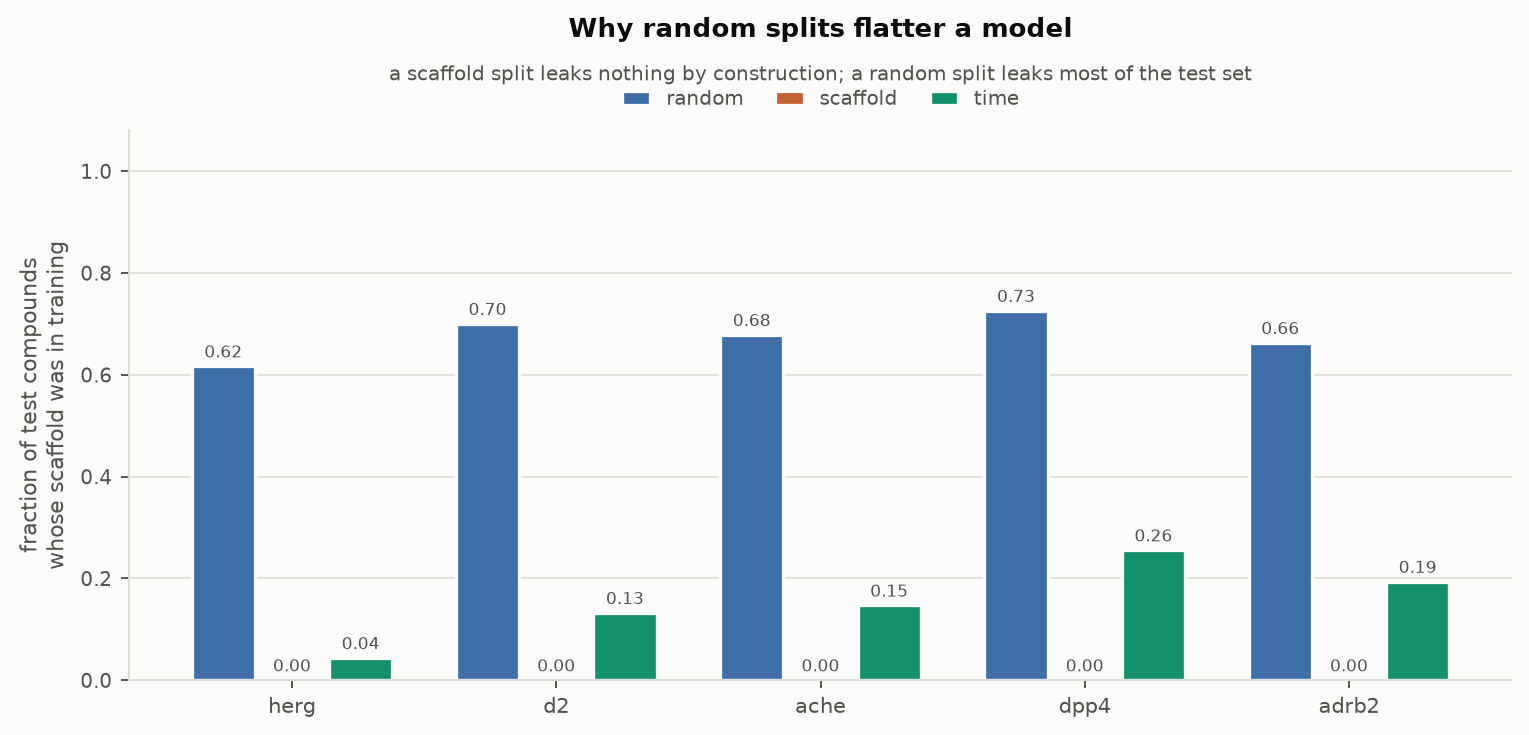 Why random splits flatter a model
a scaffold split leaks nothing by construction; a random split leaks most of the test set
random scaffold time
fraction of test compounds
whose scaffold was in training
1.0
0.8
0.6
0.4
0.2
0.0
0.62 0.00 0.04
0.70 0.00 0.13
0.68 0.00 0.15
0.73 0.00 0.26
0.66 0.00 0.19
herg d2 ache dpp4 adrb2